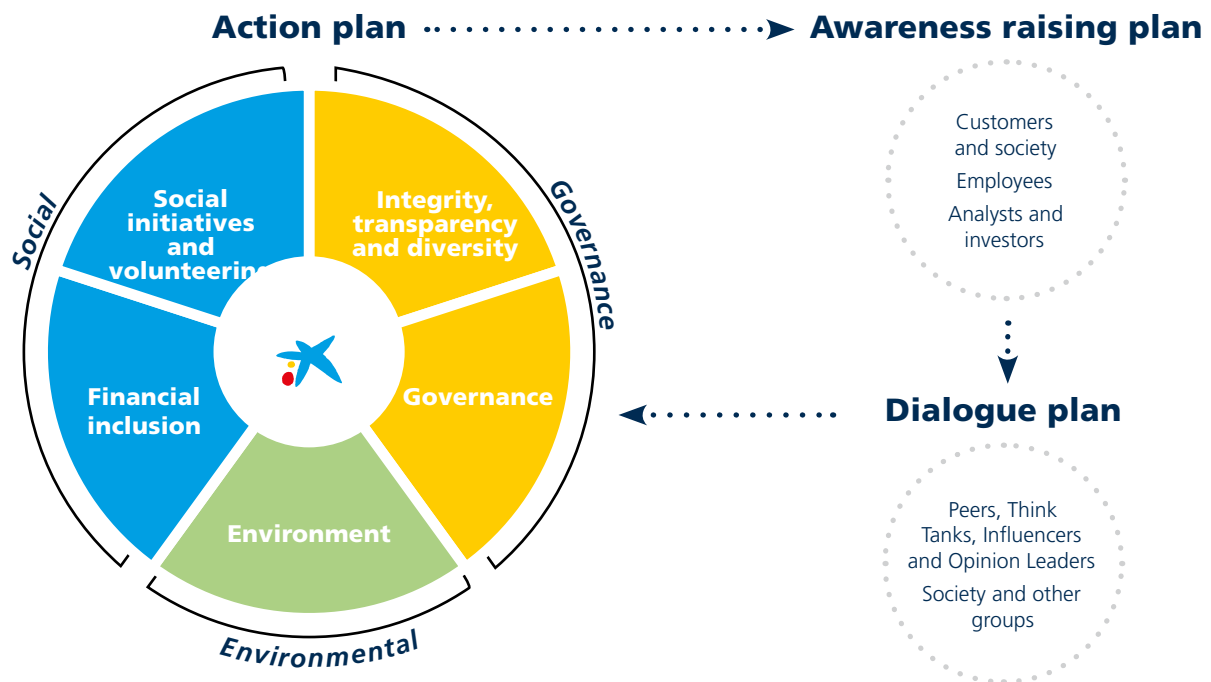 Action plan
Awareness raising plan
Social
Governance
Environmental
Social
initiatives
and
volunteering
Integrity,
transparency
and diversity
Financial
inclusion
Governance
Environment
Customers
and society
Employees
Analysts and
investors
Dialogue plan
Peers, Think
Tanks, Influencers
and Opinion Leaders
Society and other
groups